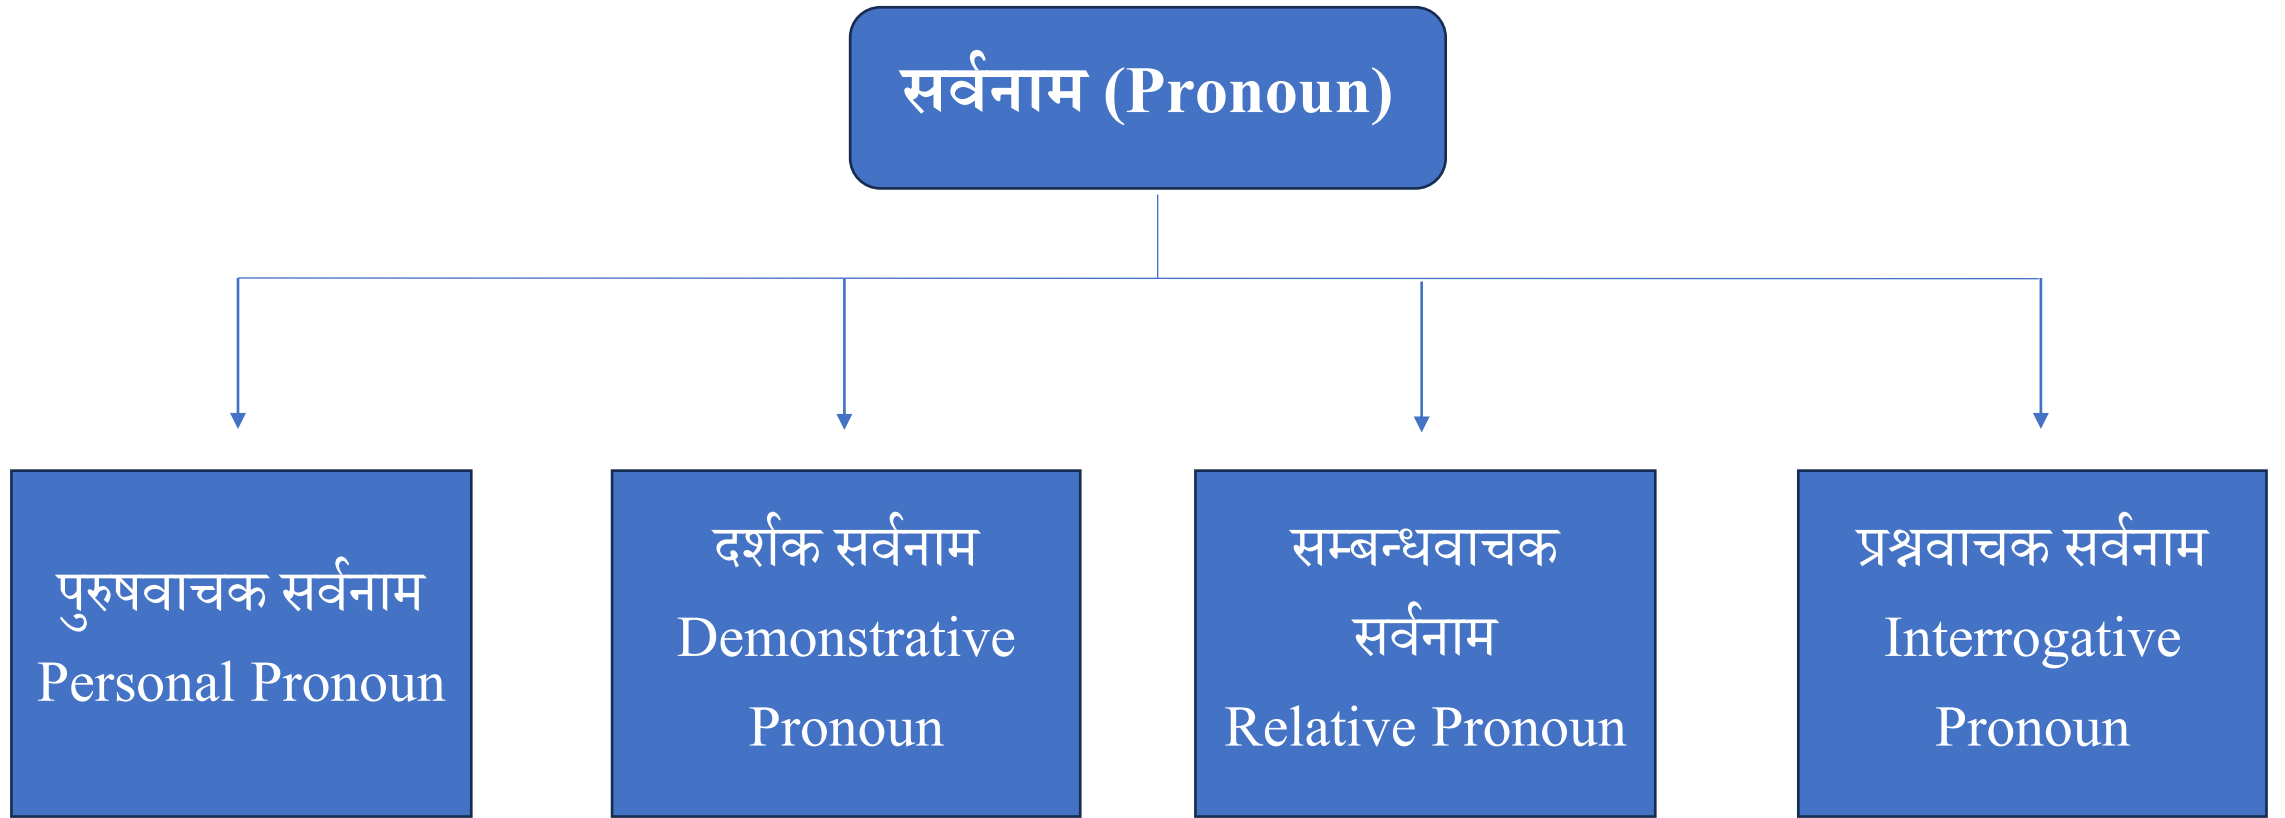 सर्वनाम (Pronoun)
पुरुषवाचक सर्वनाम
Personal Pronoun
दर्शक सर्वनाम
Demonstrative
Pronoun
सम्बन्धवाचक
सर्वनाम
Relative Pronoun
प्रश्नवाचक सर्वनाम
Interrogative
Pronoun